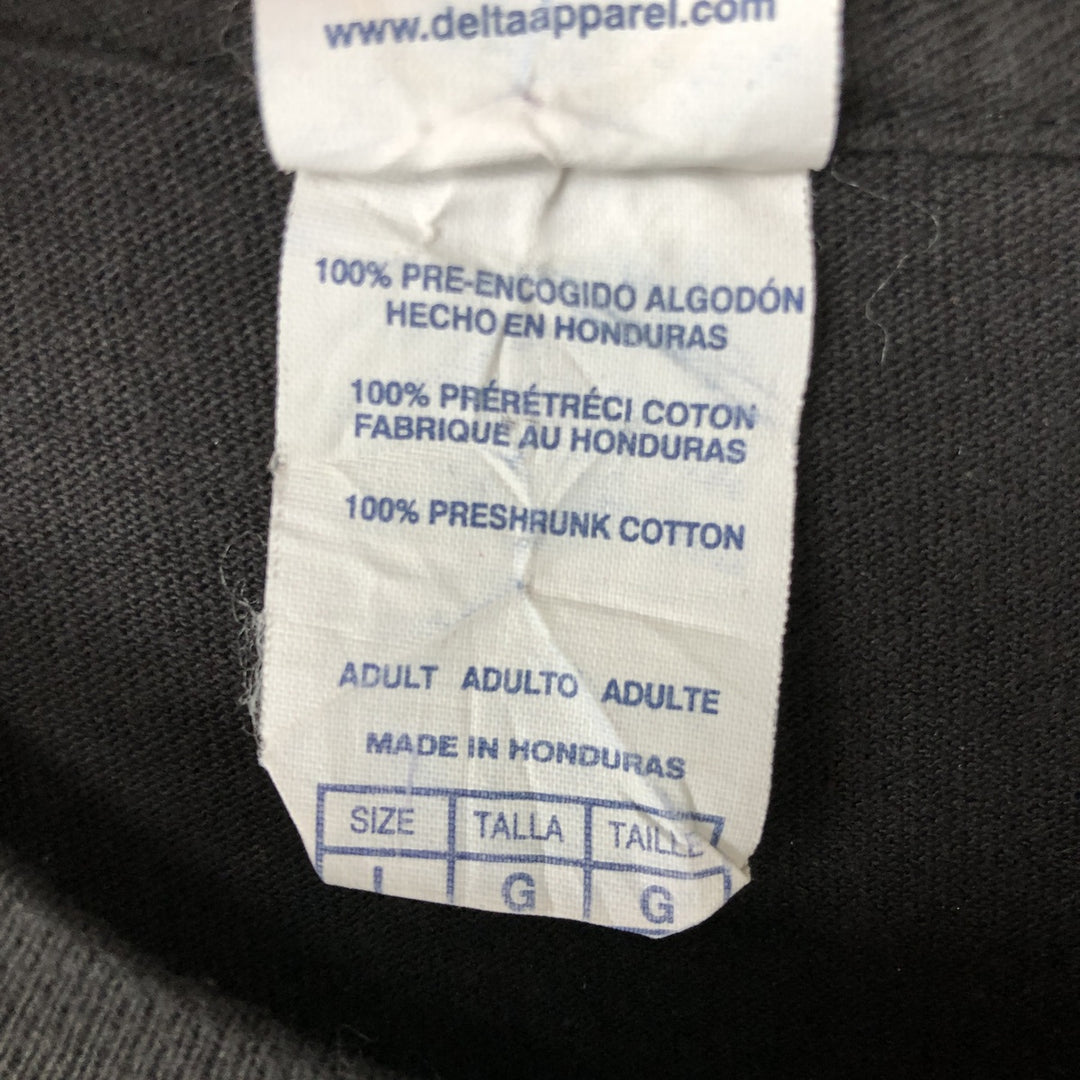 www.deltaapparel.com
100% PRE-ENCOGIDO ALGODÓN
HECHO EN HONDURAS
100% PRÉRÉTRÉCI COTON
FABRIQUE AU HONDURAS
100% PRESHRUNK COTTON
ADULT ADULTO ADULTE
MADE IN HONDURAS
SIZE TALLA TAILLE
L G G